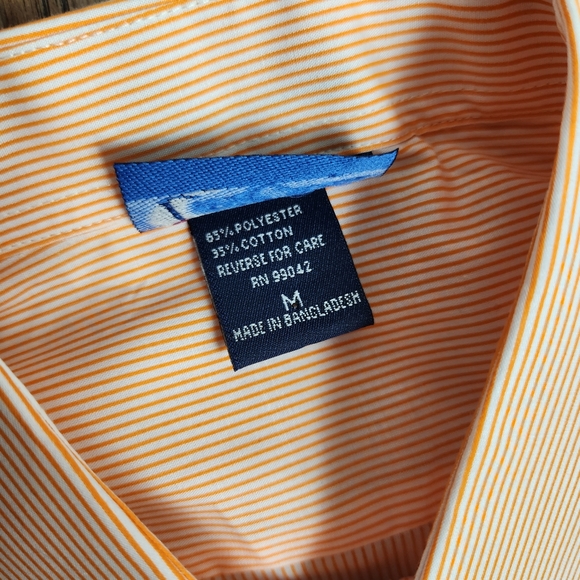 65% POLYESTER
35% COTTON
REVERSE FOR CARE
RN 99042
M
MADE IN BANGLADESH